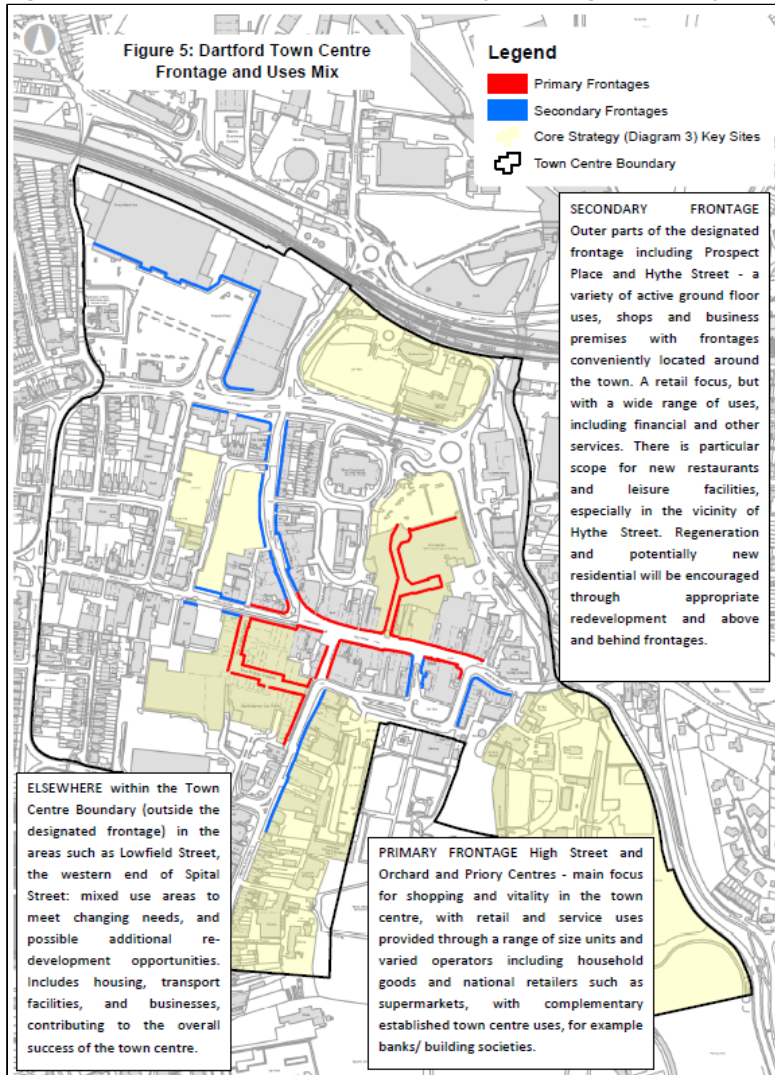 Figure 5: Dartford Town Centre
Frontage and Uses Mix
Legend
Primary Frontages
Secondary Frontages
Core Strategy (Diagram 3) Key Sites
Town Centre Boundary
SECONDARY FRONTAGE
Outer parts of the designated
frontage including Prospect
Place and Hythe Street - a
variety of active ground floor
uses, shops and business
premises with frontages
conveniently located around
the town. A retail focus, but
with a wide range of uses,
including financial and other
services. There is particular
scope for new restaurants
and leisure facilities,
especially in the vicinity of
Hythe Street. Regeneration
and potentially new
residential will be encouraged
through appropriate
redevelopment and above
and behind frontages.
ELSEWHERE within the Town
Centre Boundary (outside the
designated frontage) in the
areas such as Lowfield Street,
the western end of Spital
Street: mixed use areas to
meet changing needs, and
possible additional re-
development opportunities.
Includes housing, transport
facilities, and businesses,
contributing to the overall
success of the town centre.
PRIMARY FRONTAGE High Street and
Orchard and Priory Centres - main
focus for shopping and vitality in the
town centre, with retail and service uses
provided through a range of size units and
varied operators including household
goods and national retailers such as
supermarkets, with complementary
established town centre uses, for example
banks/ building societies.